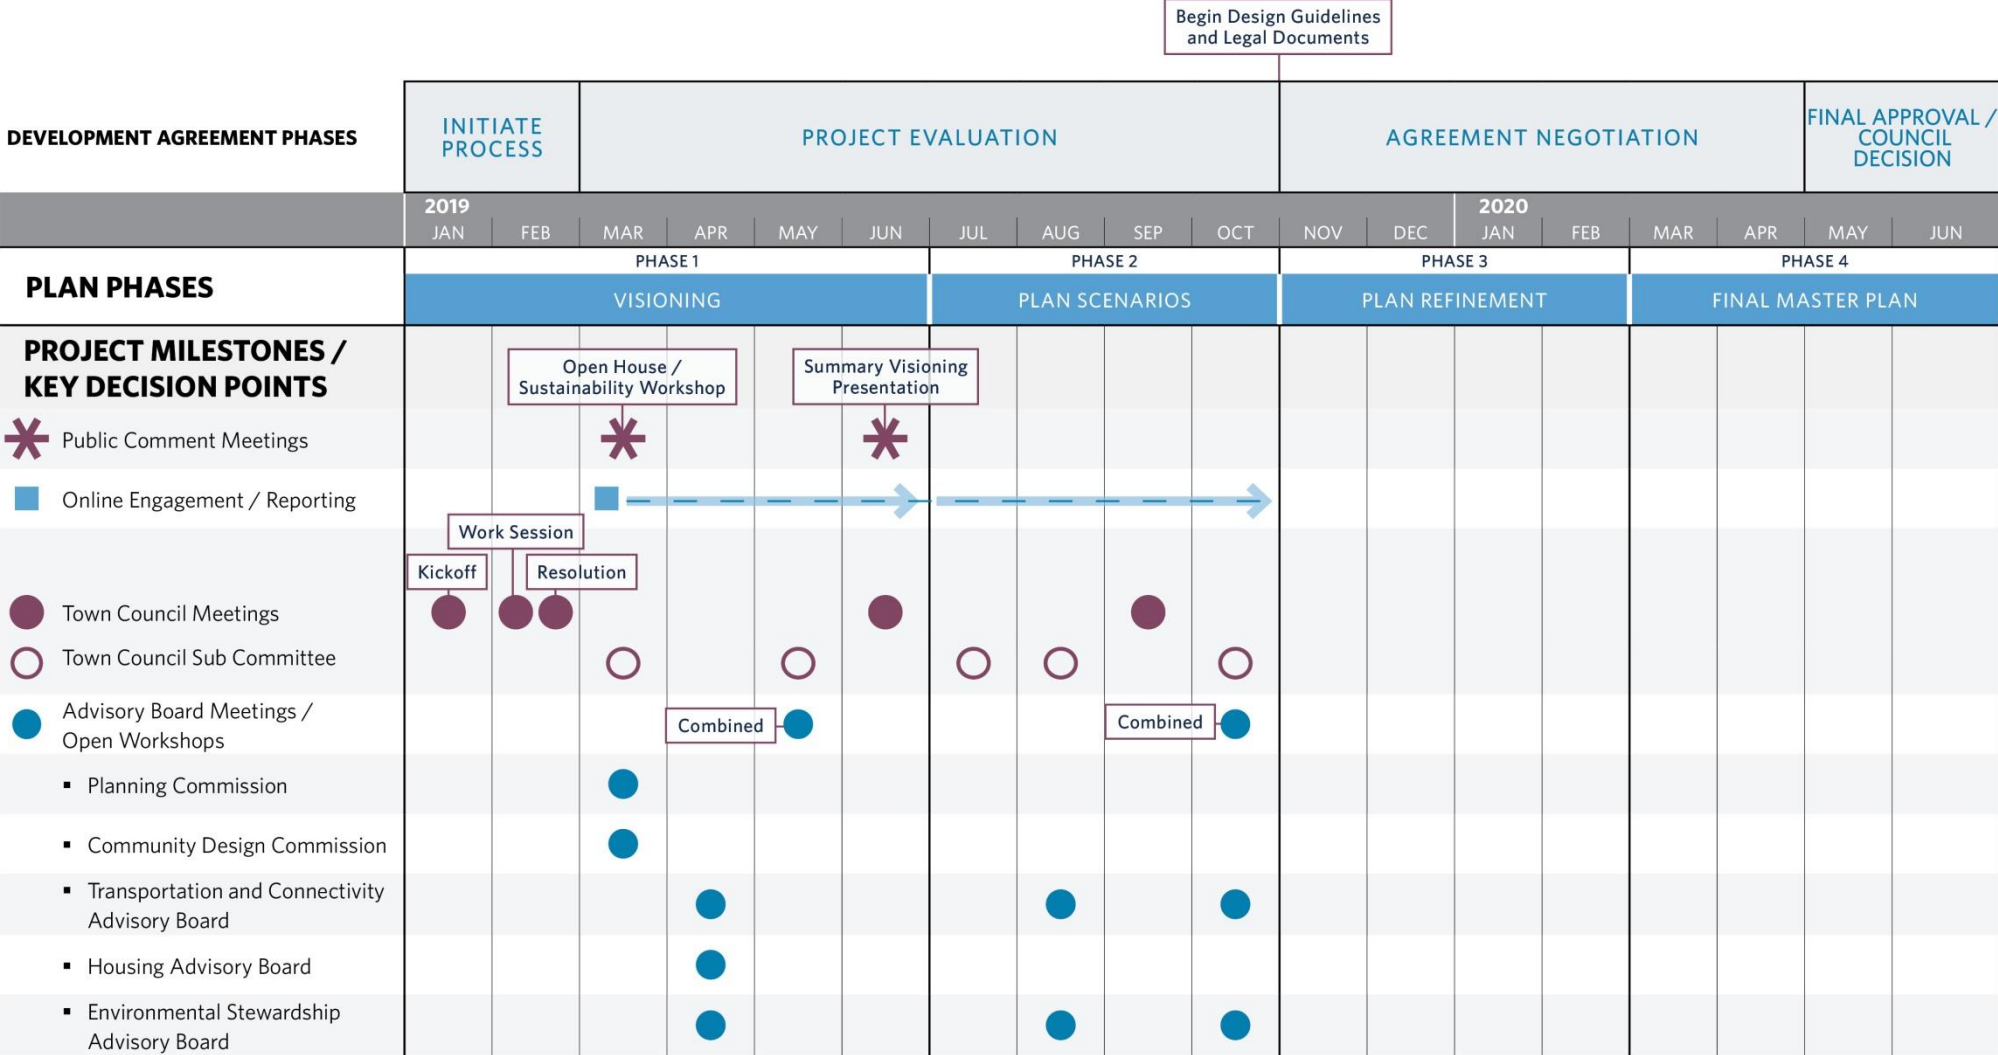 Begin Design Guidelines
and Legal Documents
DEVELOPMENT AGREEMENT PHASES
INITIATE
PROCESS
PROJECT EVALUATION
AGREEMENT NEGOTIATION
FINAL APPROVAL /
COUNCIL
DECISION
2019
2020
JAN FEB MAR APR MAY JUN JUL AUG SEP OCT NOV DEC JAN FEB MAR APR MAY JUN
PLAN PHASES
PHASE 1
PHASE 2
PHASE 3
PHASE 4
VISIONING
PLAN SCENARIOS
PLAN REFINEMENT
FINAL MASTER PLAN
PROJECT MILESTONES /
KEY DECISION POINTS
Open House /
Sustainability Workshop
Summary Visioning
Presentation
Public Comment Meetings
Online Engagement / Reporting
Work Session
Kickoff
Resolution
Town Council Meetings
Town Council Sub Committee
Advisory Board Meetings /
Open Workshops
Combined
Combined
▪ Planning Commission
▪ Community Design Commission
▪ Transportation and Connectivity
Advisory Board
▪ Housing Advisory Board
▪ Environmental Stewardship
Advisory Board